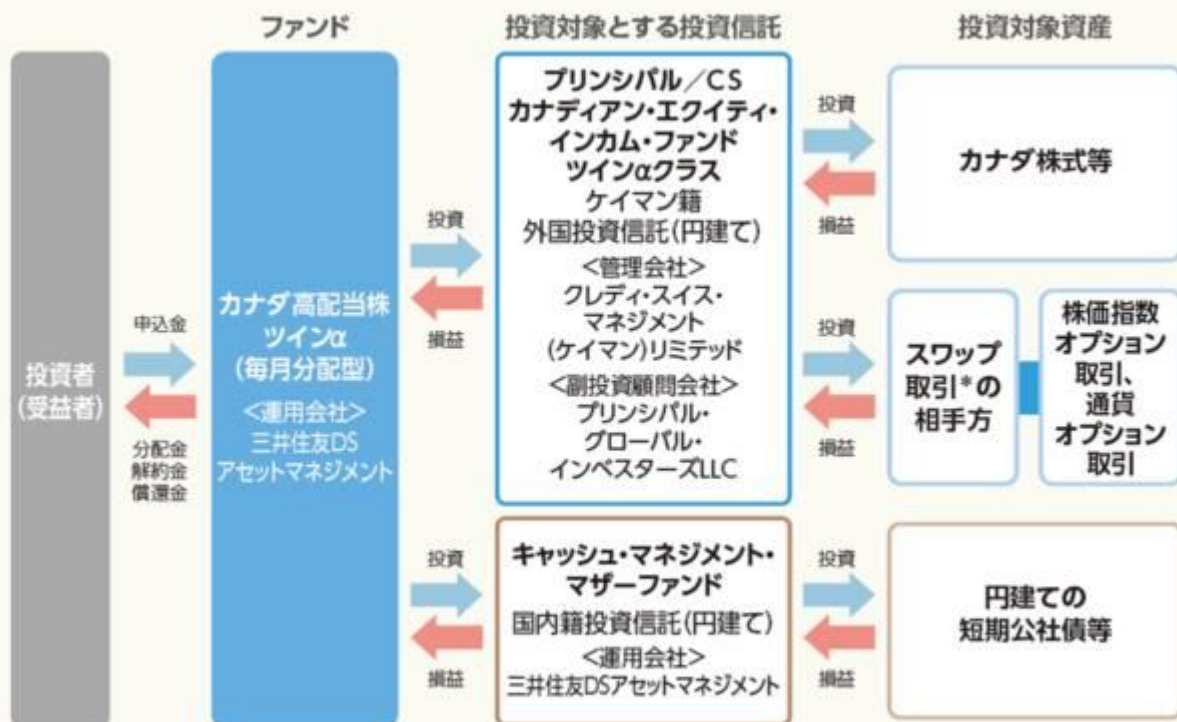 ファンド
投資対象とする投資信託
投資対象資産
投資者
(受益者)
申込金
分配金
解約金
償還金
カナダ高配当株
ツインα
(毎月分配型)
<運用会社>
三井住友DS
アセットマネジメント
投資
損益
プリンシパル/CS
カナディアン・エクイティ・
インカム・ファンド
ツインαクラス
ケイマン籍
外国投資信託(円建て)
<管理会社>
クレディ・スイス・
マネジメント
(ケイマン)リミテッド
<副投資顧問会社>
プリンシパル・
グローバル・
インベスターズLLC
投資
損益
カナダ株式等
投資
損益
スワップ
取引*の
相手方
株価指数
オプション
取引、
通貨
オプション
取引
投資
損益
キャッシュ・マネジメント・
マザーファンド
国内籍投資信託(円建て)
<運用会社>
三井住友DSアセットマネジメント
投資
損益
円建ての
短期公社債等